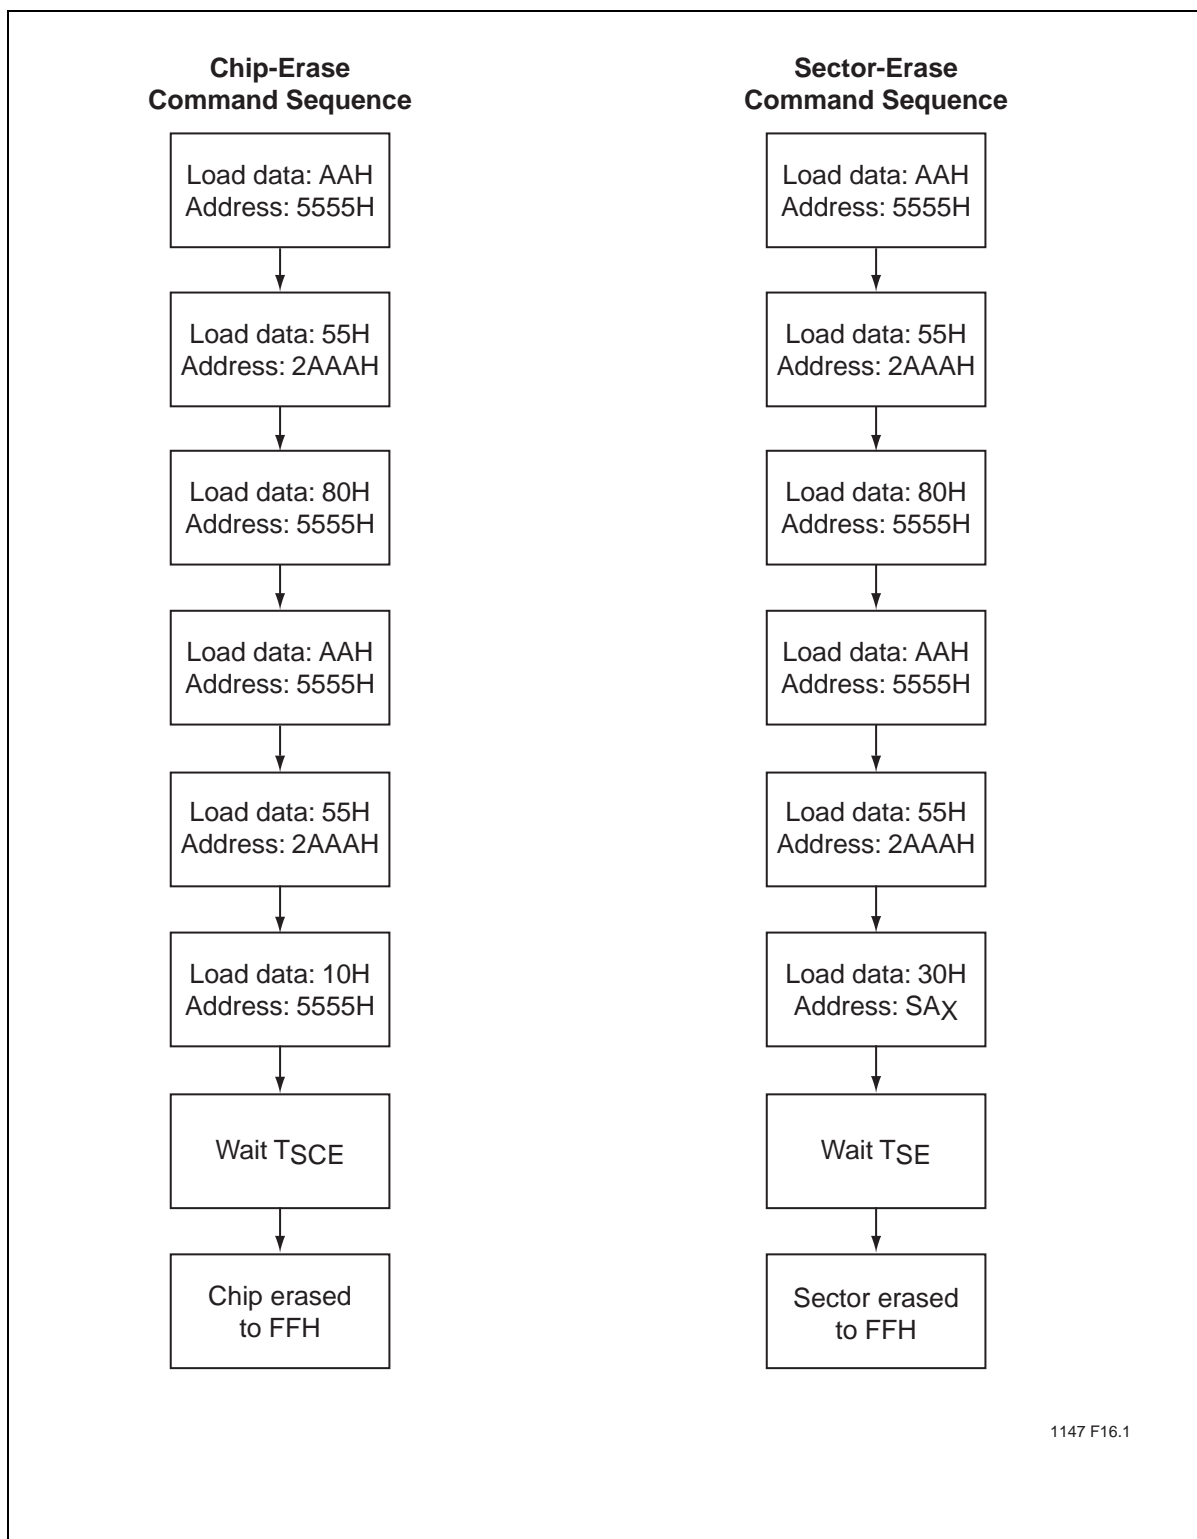 Chip-Erase
Command Sequence
Load data: AAH
Address: 5555H
Load data: 55H
Address: 2AAAH
Load data: 80H
Address: 5555H
Load data: AAH
Address: 5555H
Load data: 55H
Address: 2AAAH
Load data: 10H
Address: 5555H
Wait TSCE
Chip erased
to FFH
Sector-Erase
Command Sequence
Load data: AAH
Address: 5555H
Load data: 55H
Address: 2AAAH
Load data: 80H
Address: 5555H
Load data: AAH
Address: 5555H
Load data: 55H
Address: 2AAAH
Load data: 30H
Address: SAX
Wait TSE
Sector erased
to FFH
1147 F16.1